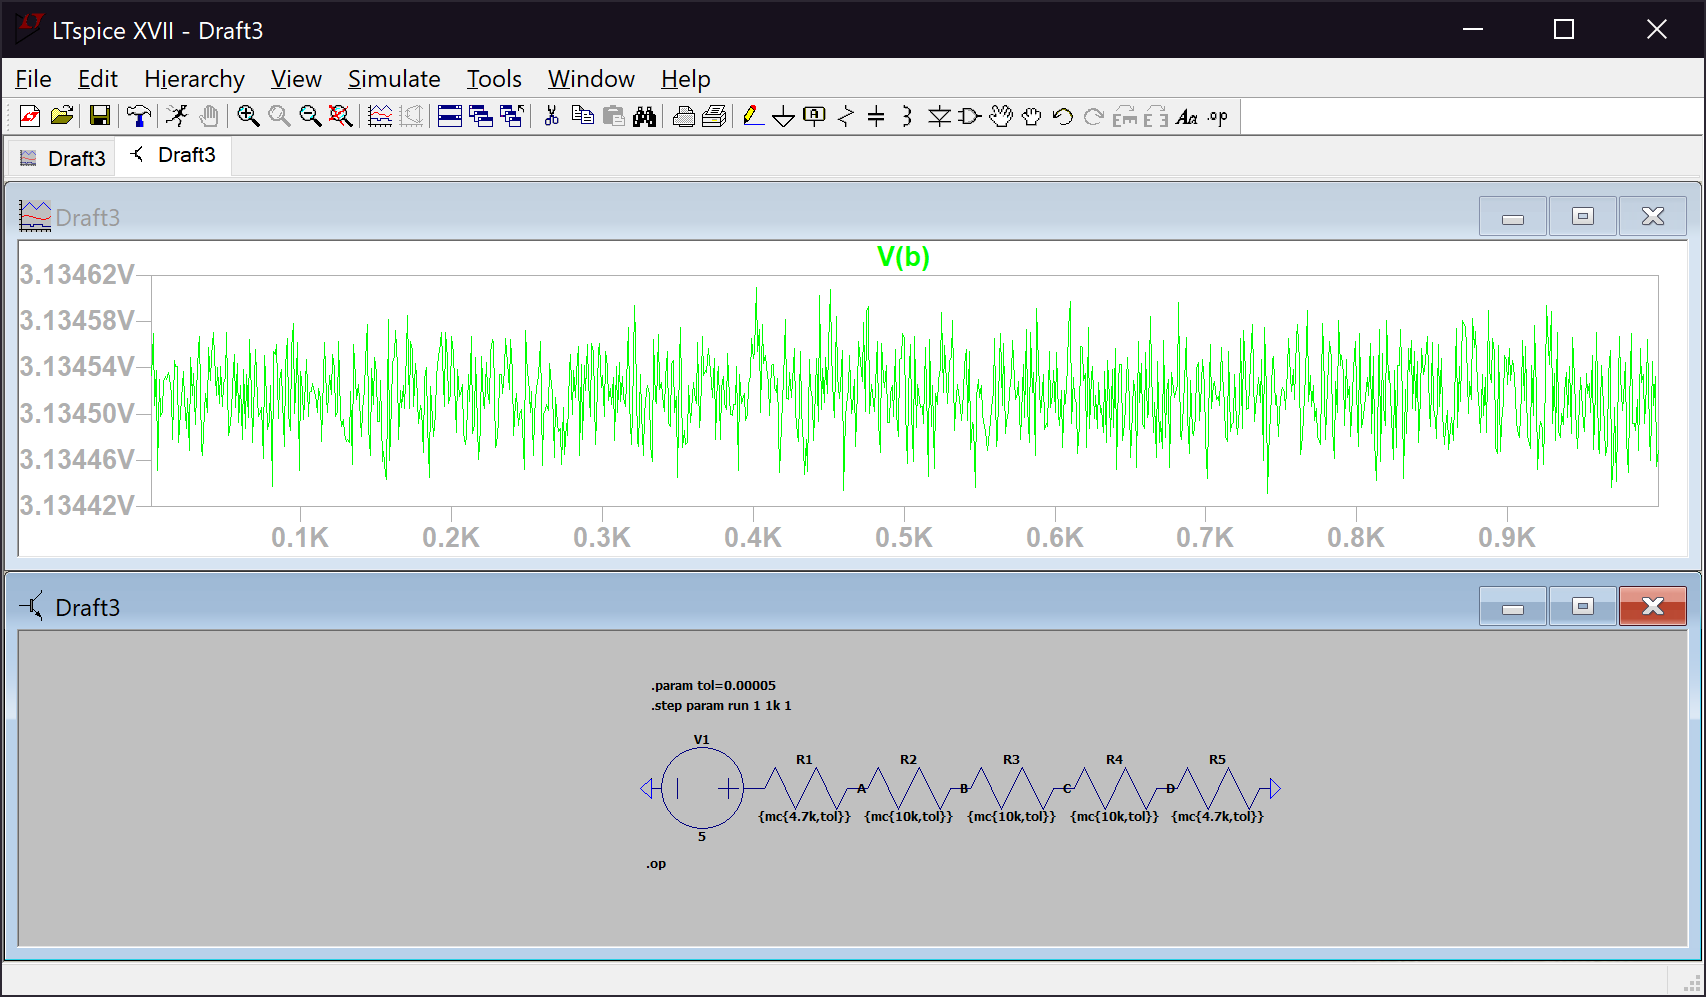 LTspice XVII - Draft3
File Edit Hierarchy View Simulate Tools Window Help
Aa .op
Draft3 Draft3
Draft3
V(b)
3.13462V
3.13458V
3.13454V
3.13450V
3.13446V
3.13442V
0.1K 0.2K 0.3K 0.4K 0.5K 0.6K 0.7K 0.8K 0.9K
Draft3
.param tol=0.00005
.step param run 1 1k 1
V1
R1 R2 R3 R4 R5
A B C D
{mc{4.7k,tol}} {mc{10k,tol}} {mc{10k,tol}} {mc{10k,tol}} {mc{4.7k,tol}}
5
.op